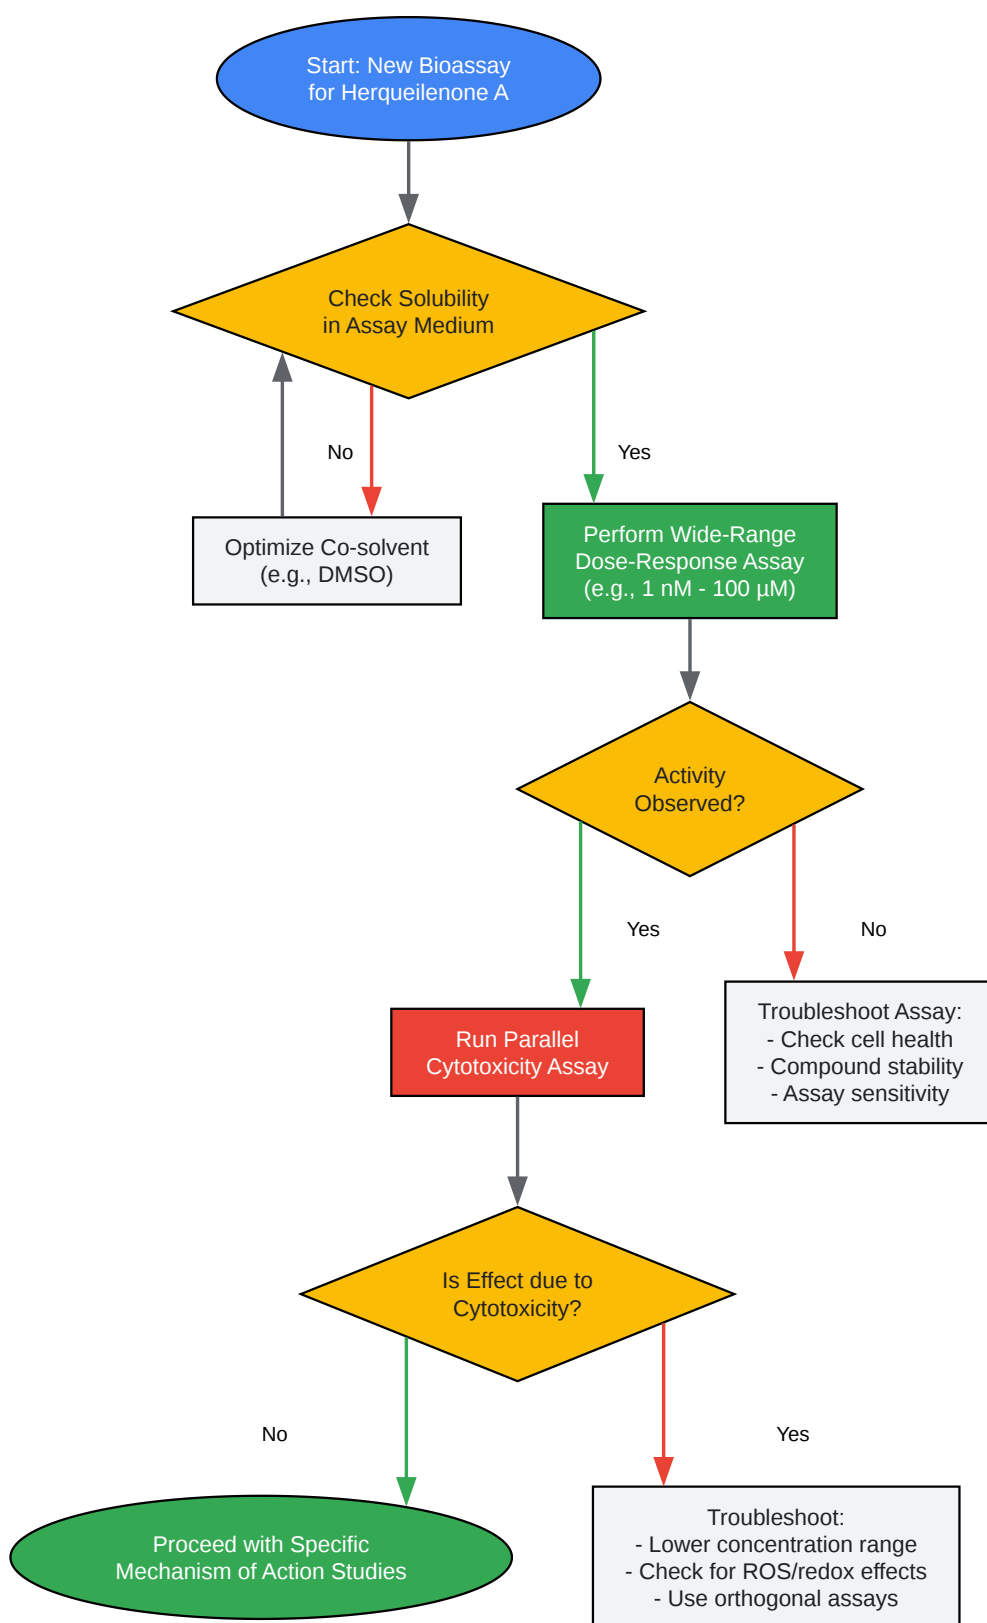 Start: New Bioassay
for Herqueilenone A
Check Solubility
in Assay Medium
No
Yes
Optimize Co-solvent
(e.g., DMSO)
Perform Wide-Range
Dose-Response Assay
(e.g., 1 nM - 100 µM)
Activity
Observed?
Yes
No
Run Parallel
Cytotoxicity Assay
Troubleshoot Assay:
- Check cell health
- Compound stability
- Assay sensitivity
Is Effect due to
Cytotoxicity?
No
Yes
Proceed with Specific
Mechanism of Action Studies
Troubleshoot:
- Lower concentration range
- Check for ROS/redox effects
- Use orthogonal assays